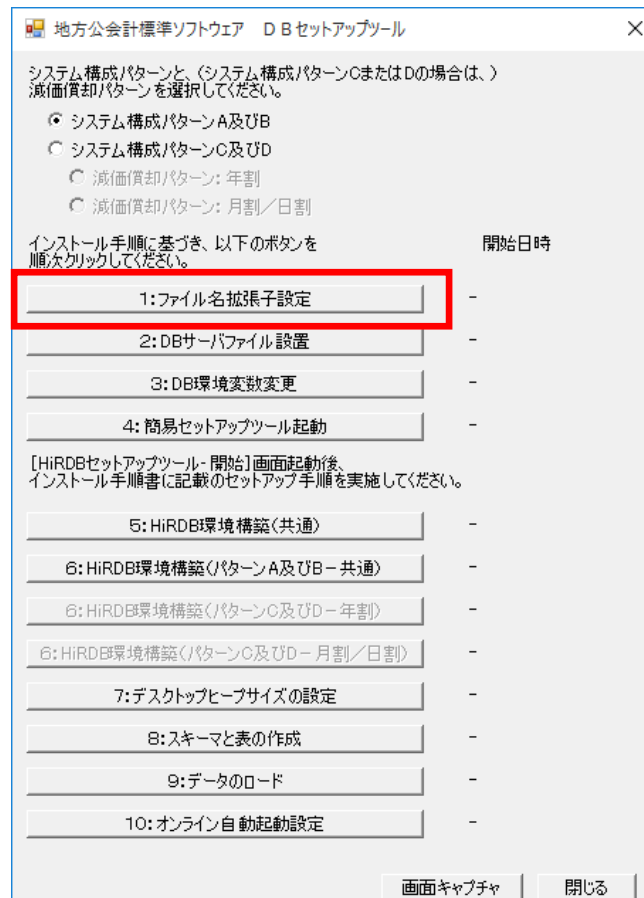 地方公会計標準ソフトウェア　ＤＢセットアップツール
システム構成パターンと、（システム構成パターンCまたはDの場合は、）
減価償却パターンを選択してください。
システム構成パターンA及びB
システム構成パターンC及びD
減価償却パターン：年割
減価償却パターン：月割／日割
インストール手順に基づき、以下のボタンを
順次クリックしてください。
開始日時
1：ファイル名拡張子設定 -
2：DBサーバファイル設置 -
3：DB環境変数変更 -
4：簡易セットアップツール起動 -
[HiRDBセットアップツール-開始]画面起動後、
インストール手順書に記載のセットアップ手順を実施してください。
5：HiRDB環境構築（共通） -
6：HiRDB環境構築（パターンA及びB－共通） -
6：HiRDB環境構築（パターンC及びD－年割） -
6：HiRDB環境構築（パターンC及びD－月割／日割） -
7：デスクトップヒープサイズの設定 -
8：スキーマと表の作成 -
9：データのロード -
10：オンライン自動起動設定 -
画面キャプチャ 閉じる